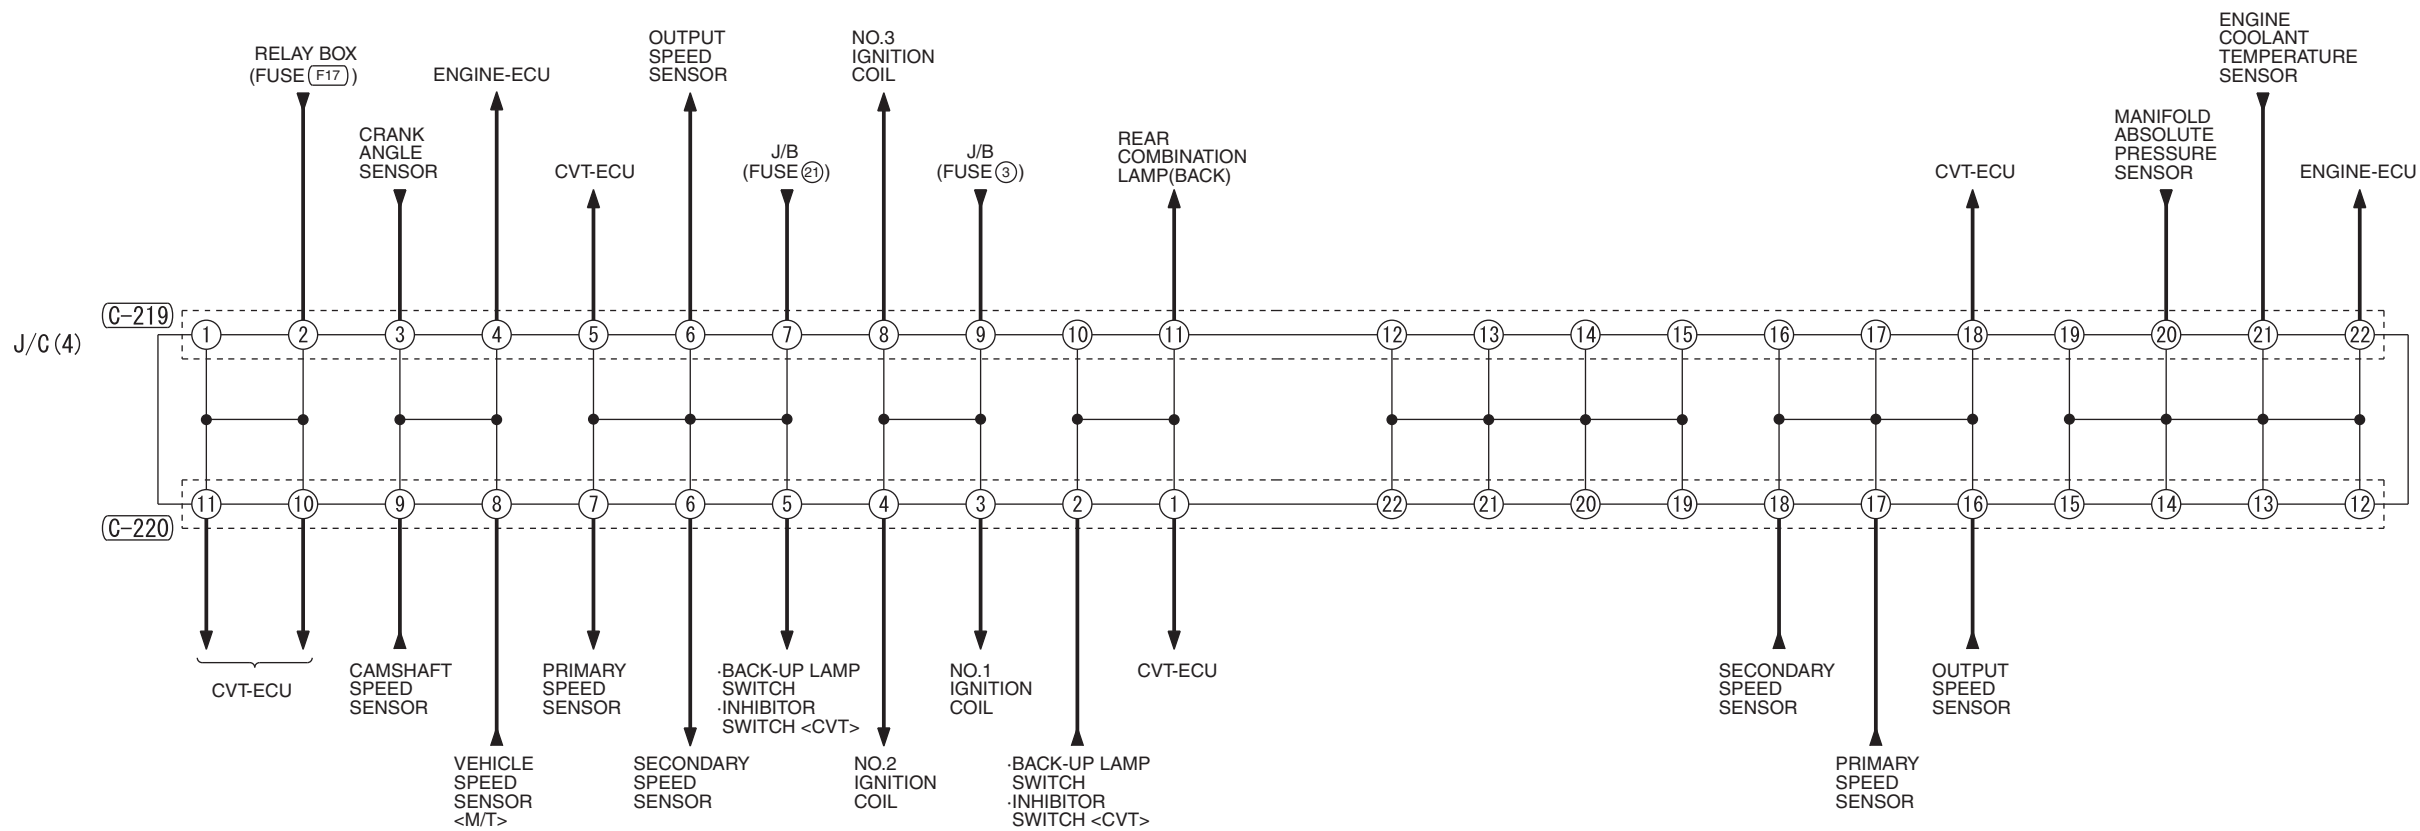 RELAY BOX
(FUSE F17)
CRANK
ANGLE
SENSOR
ENGINE-ECU
CVT-ECU
OUTPUT
SPEED
SENSOR
J/B
(FUSE 21)
NO.3
IGNITION
COIL
J/B
(FUSE 3)
REAR
COMBINATION
LAMP(BACK)
CVT-ECU
MANIFOLD
ABSOLUTE
PRESSURE
SENSOR
ENGINE
COOLANT
TEMPERATURE
SENSOR
ENGINE-ECU
J/C(4)
C-219
1 2 3 4 5 6 7 8 9 10 11 12 13 14 15 16 17 18 19 20 21 22
11 10 9 8 7 6 5 4 3 2 1 22 21 20 19 18 17 16 15 14 13 12
C-220
CVT-ECU
CAMSHAFT
SPEED
SENSOR
VEHICLE
SPEED
SENSOR
<M/T>
PRIMARY
SPEED
SENSOR
SECONDARY
SPEED
SENSOR
·BACK-UP LAMP
SWITCH
·INHIBITOR
SWITCH <CVT>
NO.2
IGNITION
COIL
NO.1
IGNITION
COIL
·BACK-UP LAMP
SWITCH
·INHIBITOR
SWITCH <CVT>
CVT-ECU
SECONDARY
SPEED
SENSOR
PRIMARY
SPEED
SENSOR
OUTPUT
SPEED
SENSOR